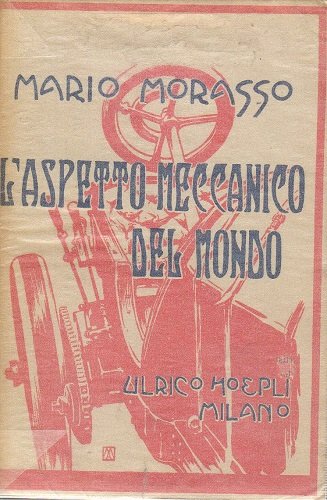 MARIO MORASSO
L'ASPETTO MECCANICO
DEL MONDO
ULRICO HOEPLI
MILANO